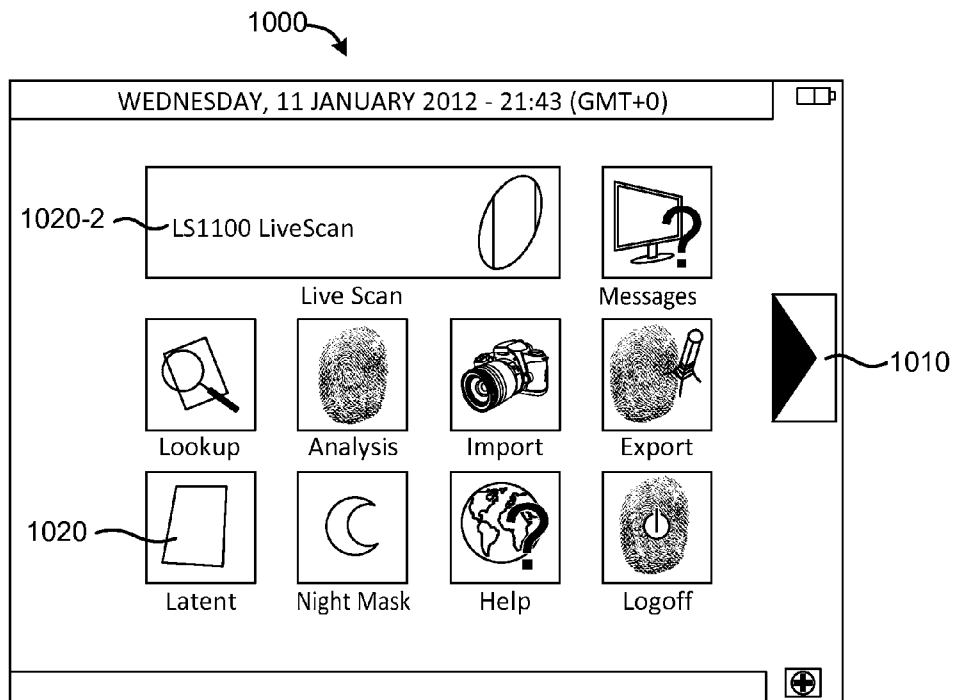 1000
WEDNESDAY, 11 JANUARY 2012 - 21:43 (GMT+0)
1020-2
LS1100 LiveScan
Live Scan
Messages
1010
Lookup
Analysis
Import
Export
1020
Latent
Night Mask
Help
Logoff